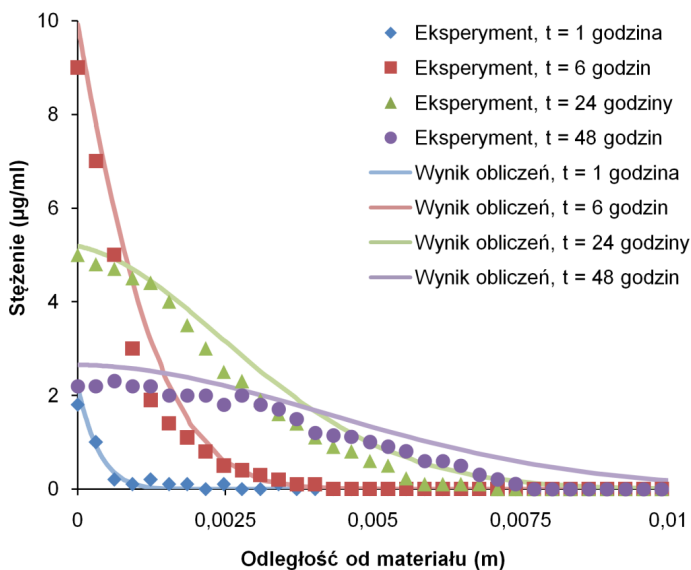 10
8
6
4
2
0
Stężenie (µg/ml)
Eksperyment, t = 1 godzina
Eksperyment, t = 6 godzin
Eksperyment, t = 24 godziny
Eksperyment, t = 48 godzin
Wynik obliczeń, t = 1 godzina
Wynik obliczeń, t = 6 godzin
Wynik obliczeń, t = 24 godziny
Wynik obliczeń, t = 48 godzin
0 0,0025 0,005 0,0075 0,01
Odległość od materiału (m)